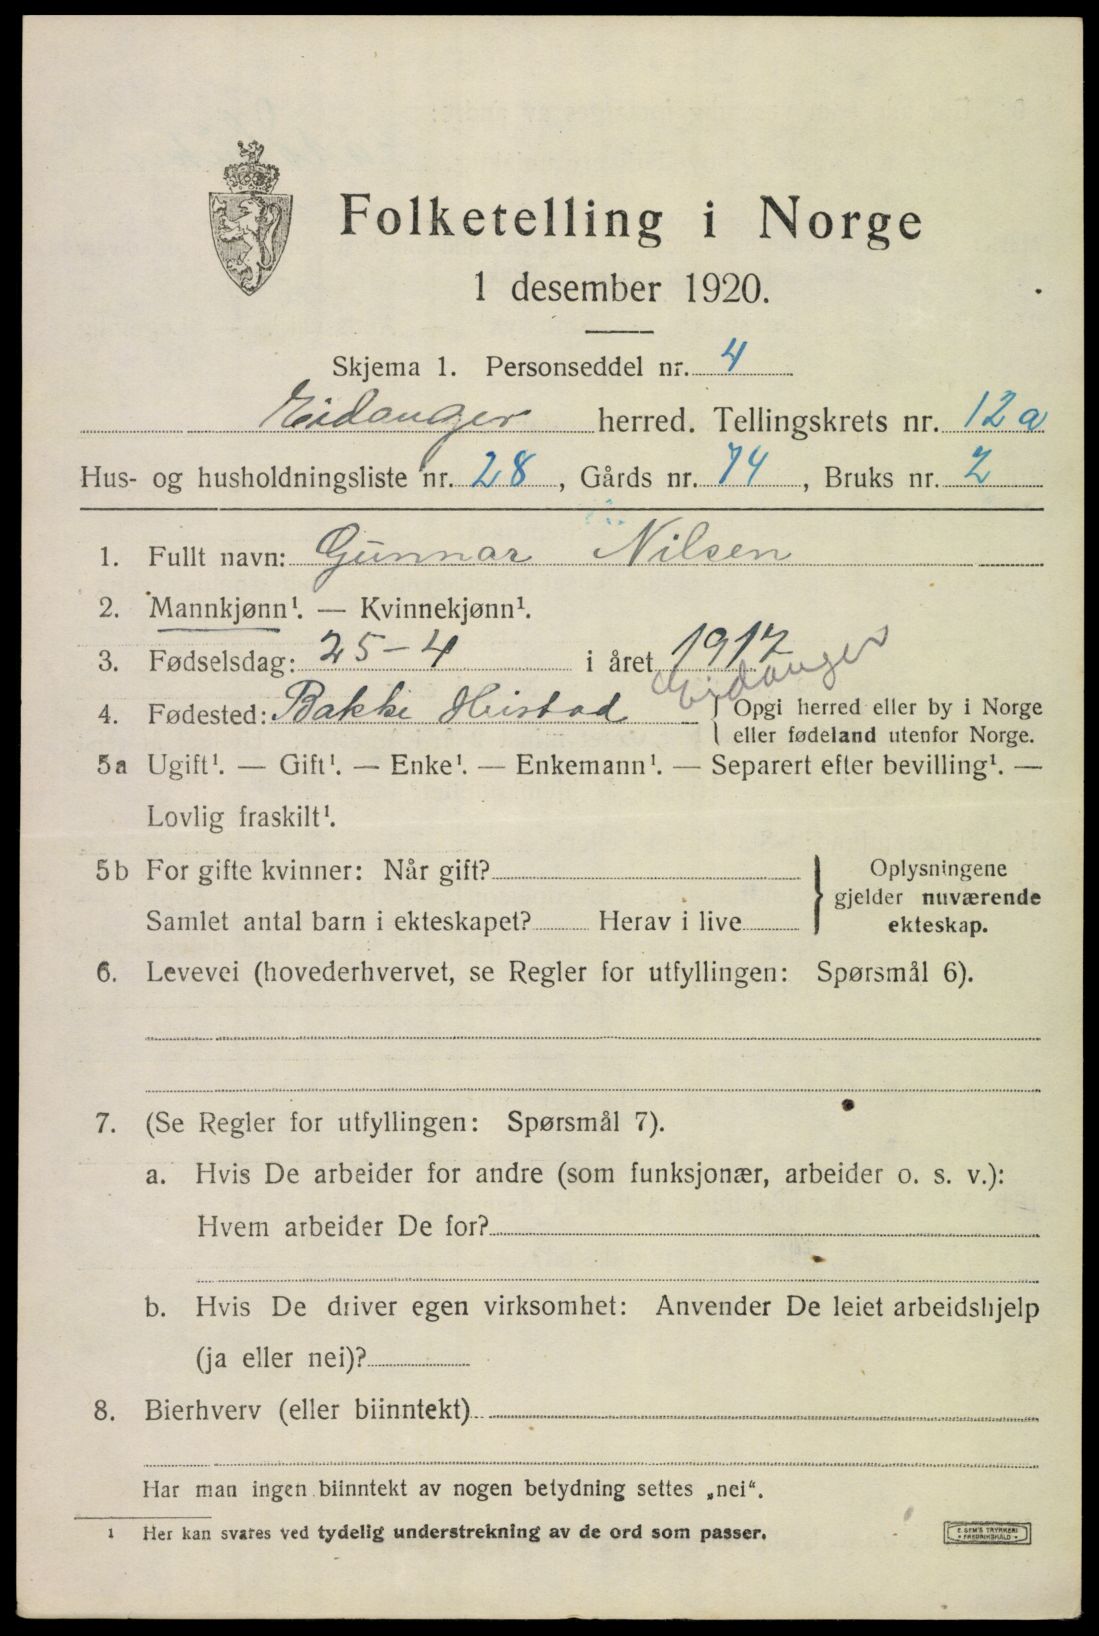 Folketelling i Norge
1 desember 1920.
Skjema 1. Personseddel nr. 4
Eidanger herred. Tellingskrets nr. 12 a
Hus- og husholdningsliste nr. 28, Gårds nr. 74, Bruks nr. 2
1. Fullt navn: Gunnar Nilsen
2. Mannkjønn¹. — Kvinnekjønn¹.
3. Fødselsdag: 25-4 i året 1917
Eidanger
4. Fødested: Bakke Heistad } Opgi herred eller by i Norge
eller fødeland utenfor Norge.
5a Ugift¹. — Gift¹. — Enke¹. — Enkemann¹. — Separert efter bevilling¹. —
Lovlig fraskilt¹.
5b For gifte kvinner: Når gift? } Oplysningene
gjelder nuværende
Samlet antal barn i ekteskapet? Herav i live
ekteskap.
6. Levevei (hovederhvervet, se Regler for utfyllingen: Spørsmål 6).
7. (Se Regler for utfyllingen: Spørsmål 7).
a. Hvis De arbeider for andre (som funksjonær, arbeider o. s. v.):
Hvem arbeider De for?
b. Hvis De driver egen virksomhet: Anvender De leiet arbeidshjelp
(ja eller nei)?
8. Bierhverv (eller biinntekt)
Har man ingen biinntekt av nogen betydning settes „nei“.
¹ Her kan svares ved tydelig understrekning av de ord som passer.
E. SEM'S TRYKKERI
• FREDRIKSHALD •